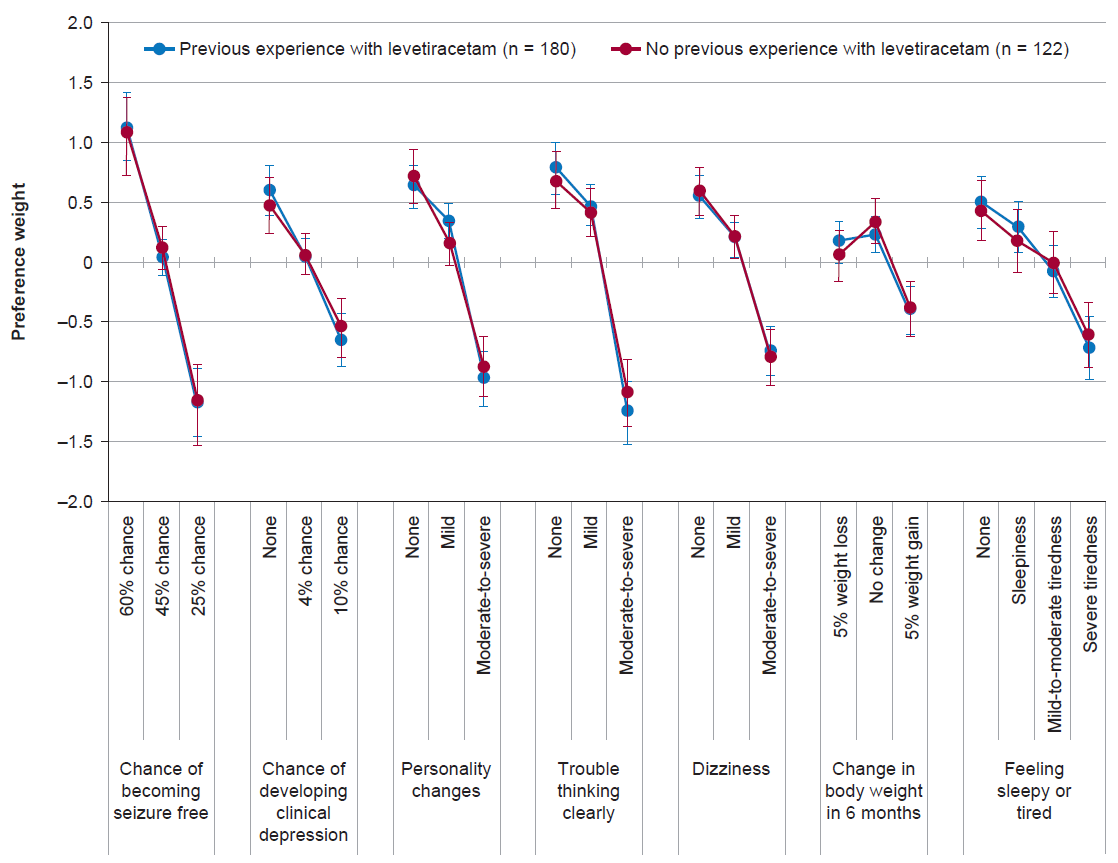 2.0
Previous experience with levetiracetam (n = 180)
No previous experience with levetiracetam (n = 122)
1.5
1.0
0.5
0
–0.5
–1.0
–1.5
–2.0
Preference weight
60% chance
45% chance
25% chance
None
4% chance
10% chance
None
Mild
Moderate-to-severe
None
Mild
Moderate-to-severe
None
Mild
Moderate-to-severe
5% weight loss
No change
5% weight gain
None
Sleepiness
Mild-to-moderate tiredness
Severe tiredness
Chance of
becoming
seizure free
Chance of
developing
clinical
depression
Personality
changes
Trouble
thinking
clearly
Dizziness
Change in
body weight
in 6 months
Feeling
sleepy or
tired